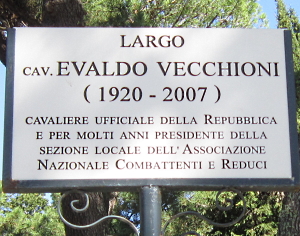 LARGO
CAV. EVALDO VECCHIONI
( 1920 - 2007 )
CAVALIERE UFFICIALE DELLA REPUBBLICA
E PER MOLTI ANNI PRESIDENTE DELLA
SEZIONE LOCALE DELL'ASSOCIAZIONE
NAZIONALE COMBATTENTI E REDUCI